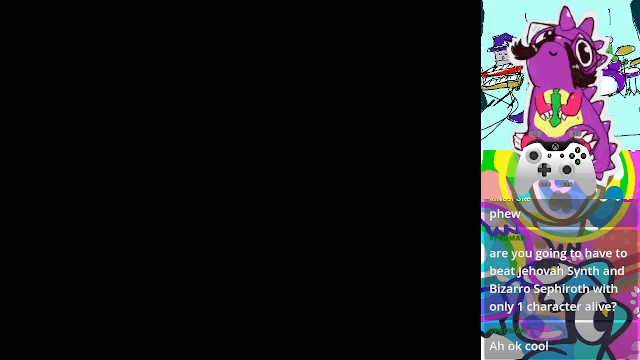 phew
are you going to have to
beat Jehovah Synth and
Bizarro Sephiroth with
only 1 character alive?
Ah ok cool